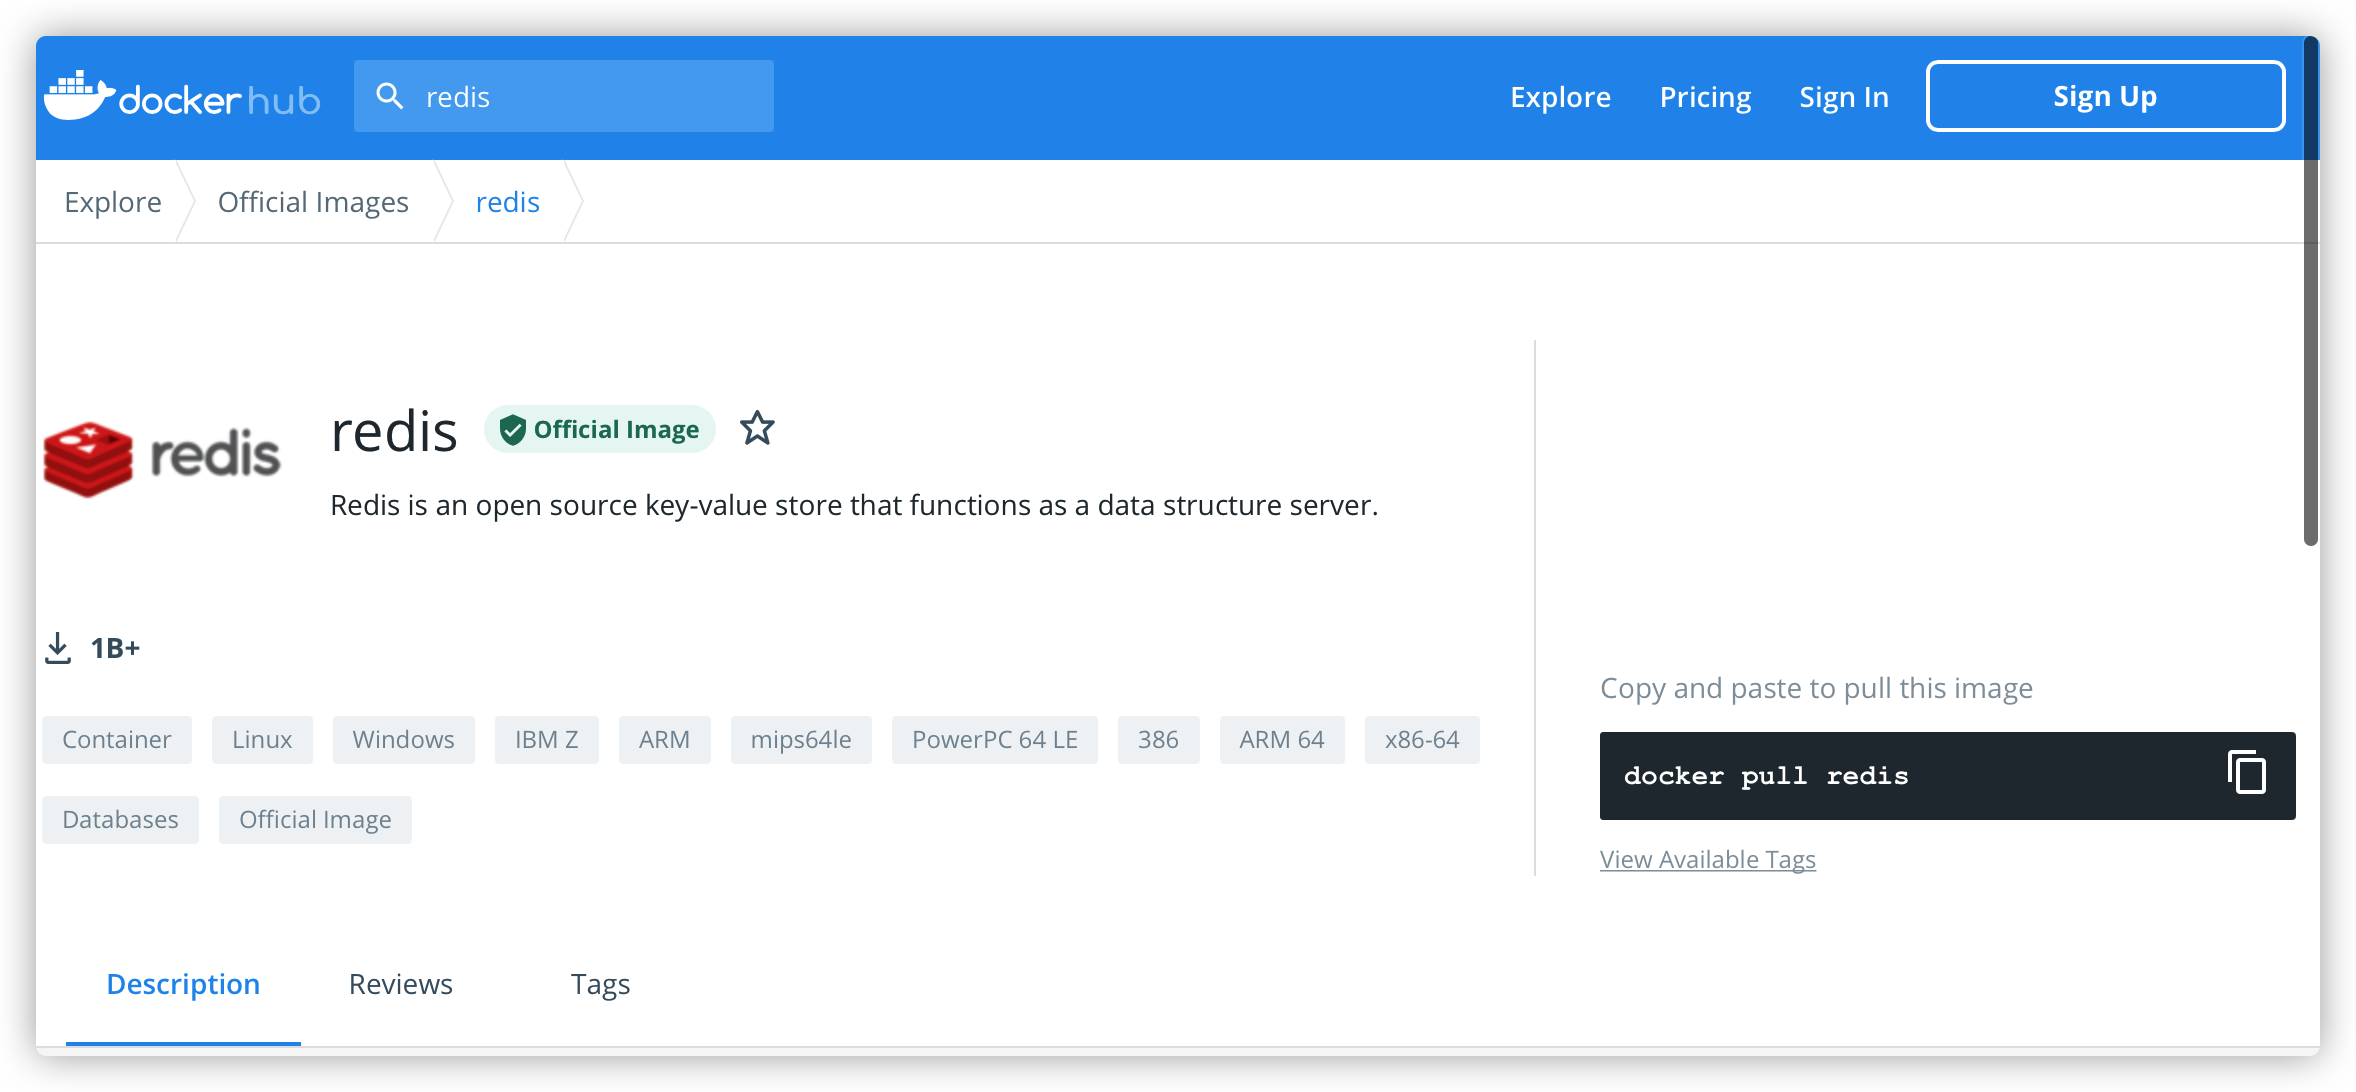 docker hub
redis
Explore Pricing Sign In Sign Up
Explore Official Images redis
redis
redis Official Image
Redis is an open source key-value store that functions as a data structure server.
1B+
Container Linux Windows IBM Z ARM mips64le PowerPC 64 LE 386 ARM 64 x86-64
Databases Official Image
Copy and paste to pull this image
docker pull redis
View Available Tags
Description Reviews Tags